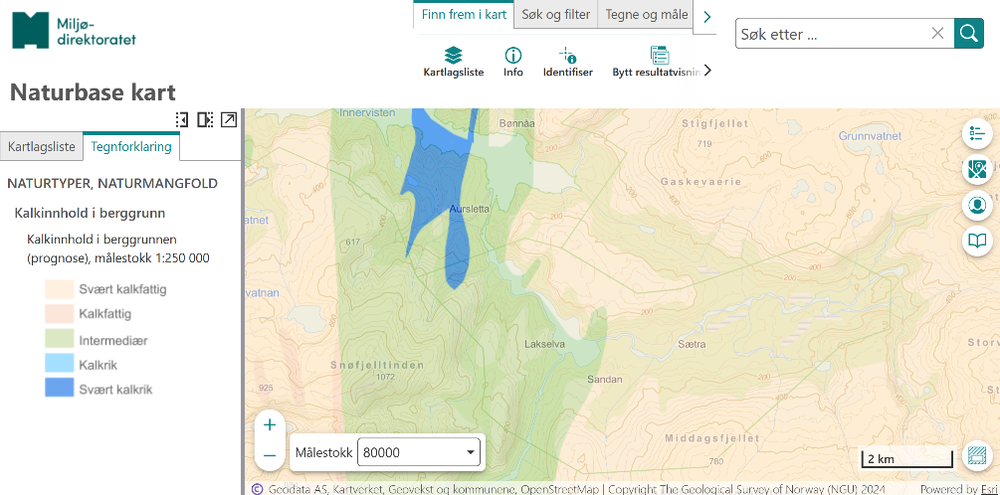 Miljø-
direktoratet
Finn frem i kart
Søk og filter
Tegne og måle
Søk etter ...
Kartlagsliste
Info
Identifiser
Bytt resultatvisnin
Naturbase kart
Kartlagsliste
Tegnforklaring
NATURTYPER, NATURMANGFOLD
Kalkinnhold i berggrunn
Kalkinnhold i berggrunnen
(prognose), målestokk 1:250 000
Svært kalkfattig
Kalkfattig
Intermediær
Kalkrik
Svært kalkrik
Innervisten
Bønnåa
Stigfjellet
719
Grunnvatnet
Gaskevaerie
400
Aursletta
atnet
617
200
vatnan
Lakselva
Sætra
Storv
Snøfjelltinden
1072
Sandan
925
Middagsfjellet
780
+
−
Målestokk
80000
2 km
© Geodata AS, Kartverket, Geovekst og kommunene, OpenStreetMap | Copyright The Geological Survey of Norway (NGU) 2024
Powered by Esri